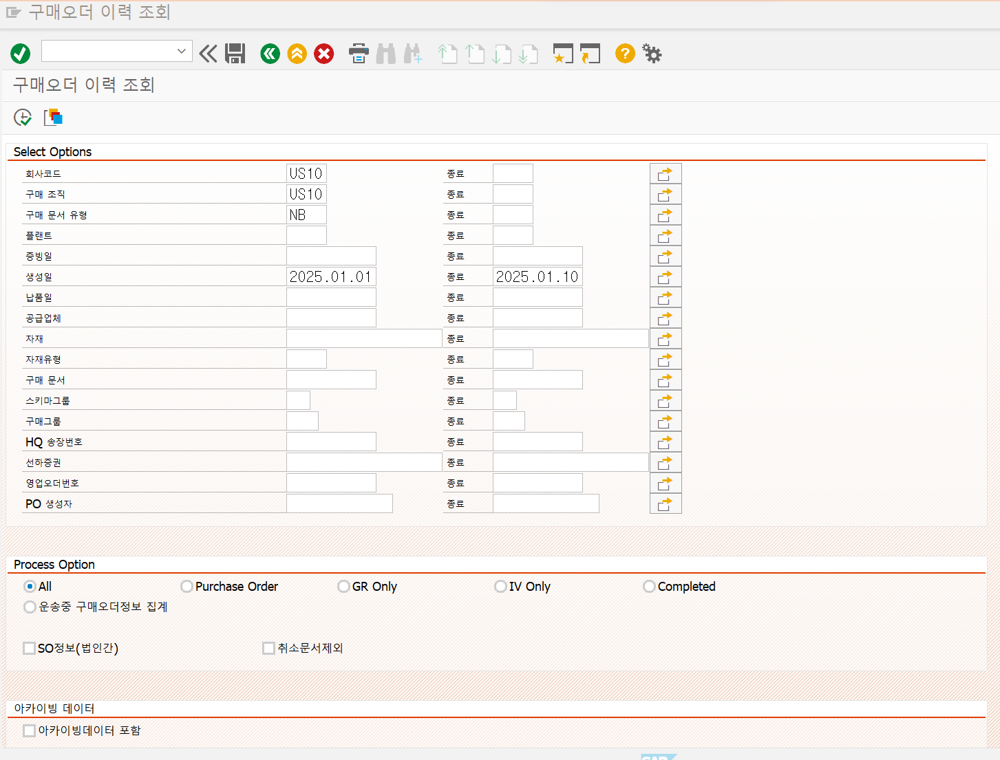 구매오더 이력 조회
구매오더 이력 조회
Select Options
회사코드 US10 종료
구매 조직 US10 종료
구매 문서 유형 NB 종료
플랜트 종료
증빙일 종료
생성일 2025.01.01 종료 2025.01.10
납품일 종료
공급업체 종료
자재 종료
자재유형 종료
구매 문서 종료
스키마그룹 종료
구매그룹 종료
HQ 송장번호 종료
선하증권 종료
영업오더번호 종료
PO 생성자 종료
Process Option
All Purchase Order GR Only IV Only Completed
운송중 구매오더정보 집계
SO정보(법인간) 취소문서제외
아카이빙 데이터
아카이빙데이터 포함
SAP